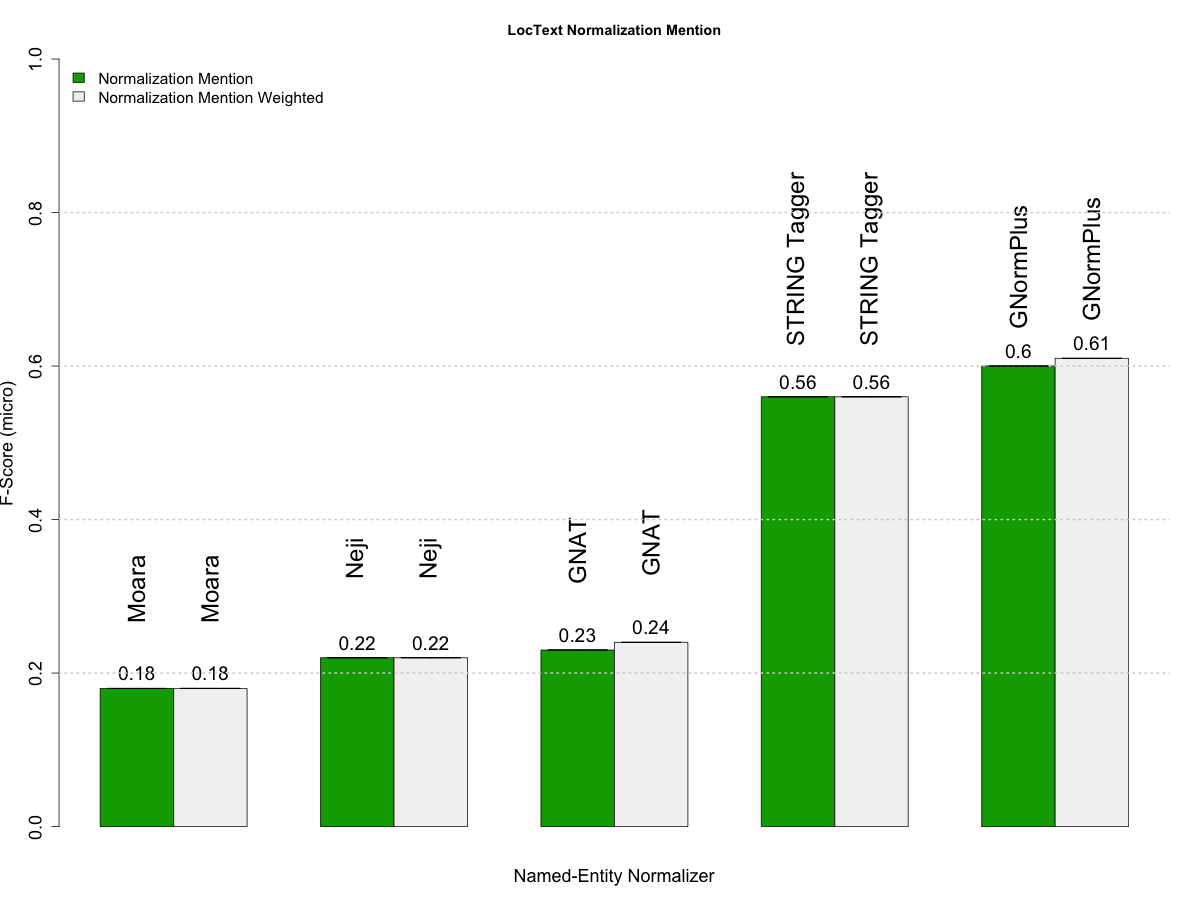 LocText Normalization Mention
Normalization Mention
Normalization Mention Weighted
F-Score (micro)
1.0
0.8
0.6
0.4
0.2
0.0
Moara
Moara
0.18
0.18
Neji
Neji
0.22
0.22
GNAT
GNAT
0.23
0.24
STRING Tagger
STRING Tagger
0.56
0.56
GNormPlus
GNormPlus
0.6
0.61
Named-Entity Normalizer